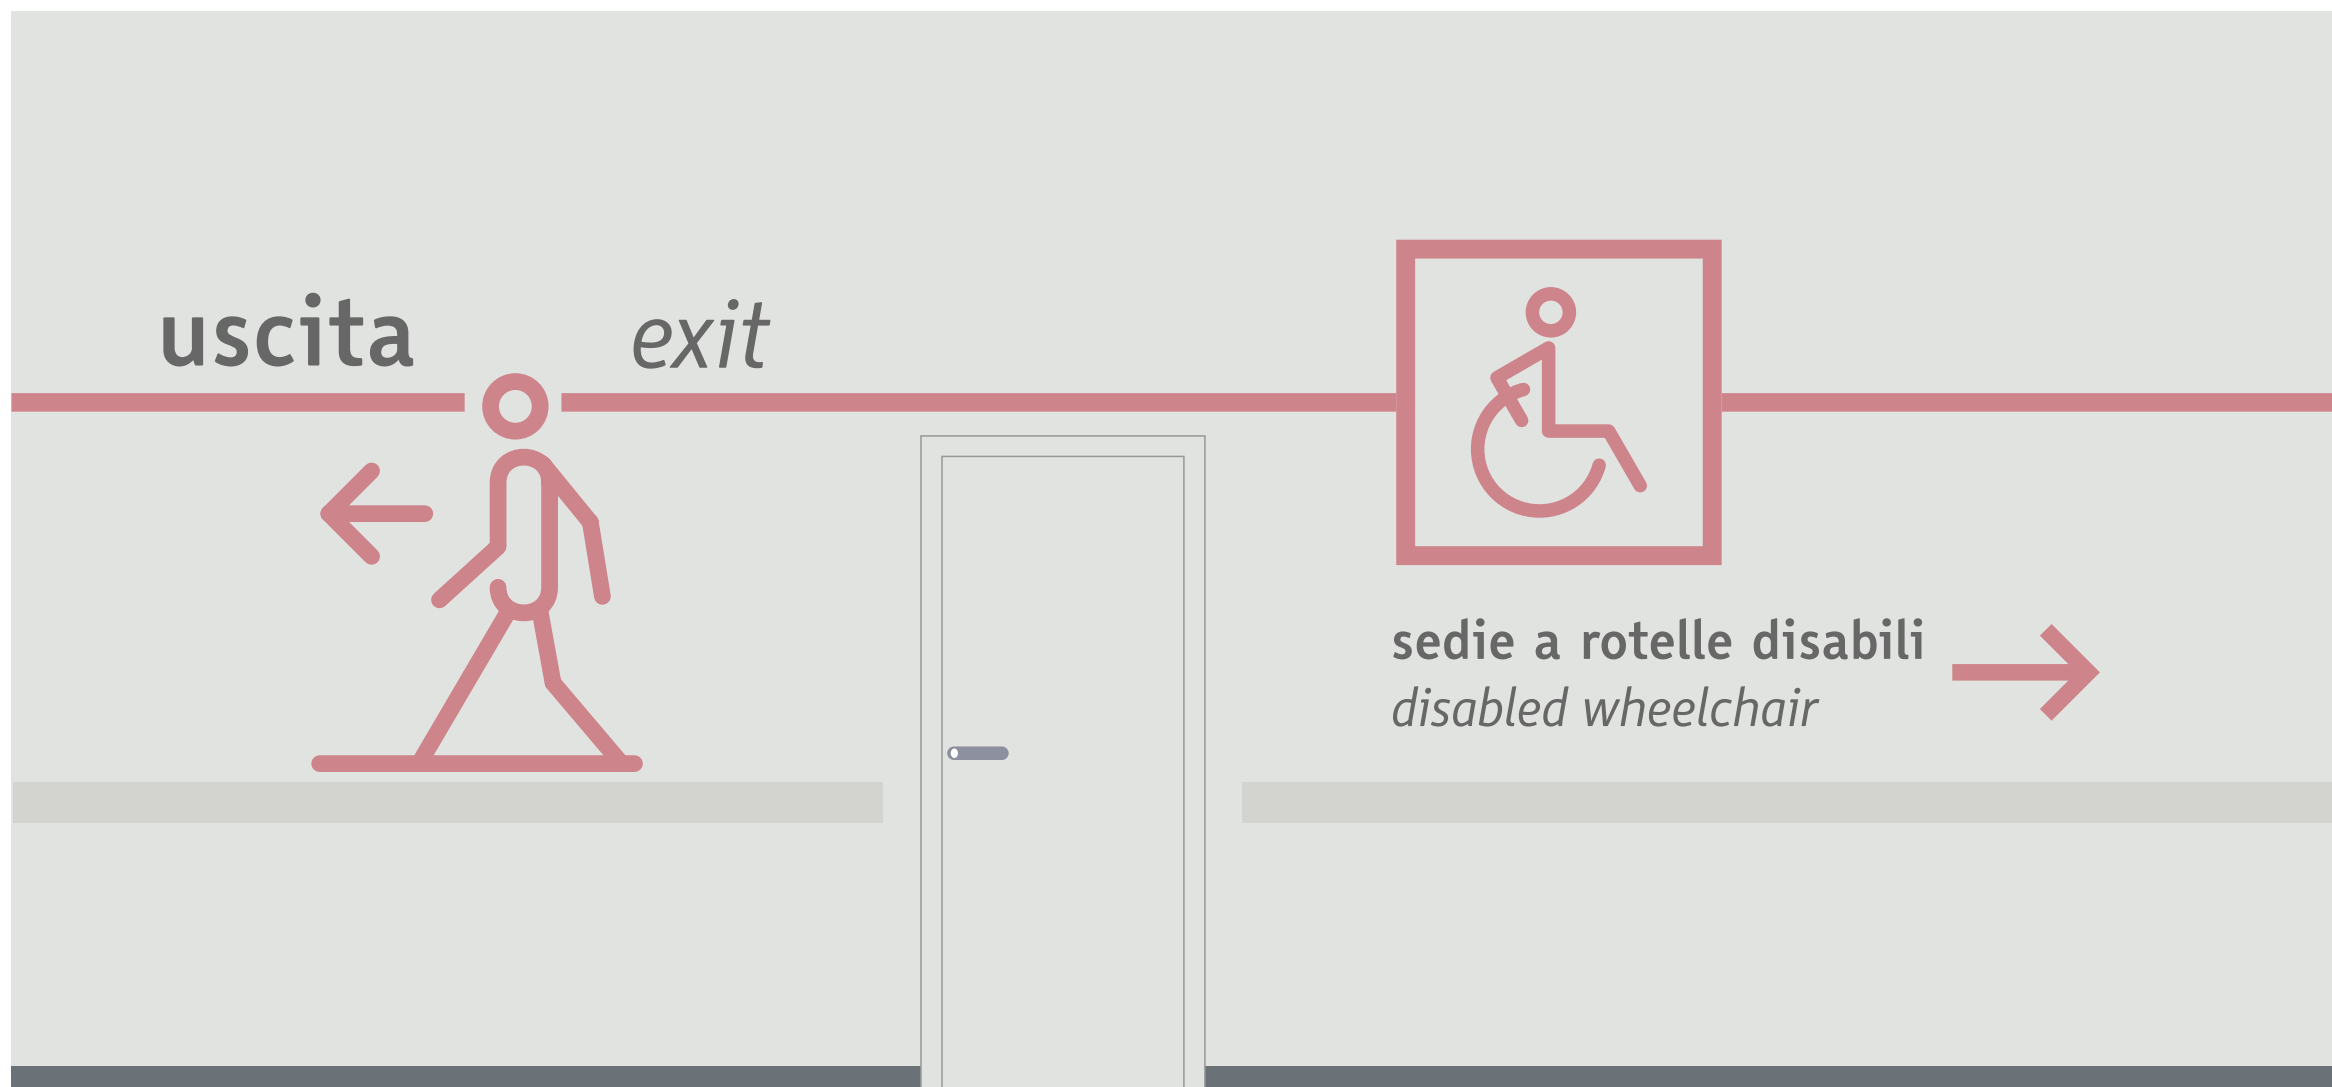 uscita exit
sedie a rotelle disabili
disabled wheelchair